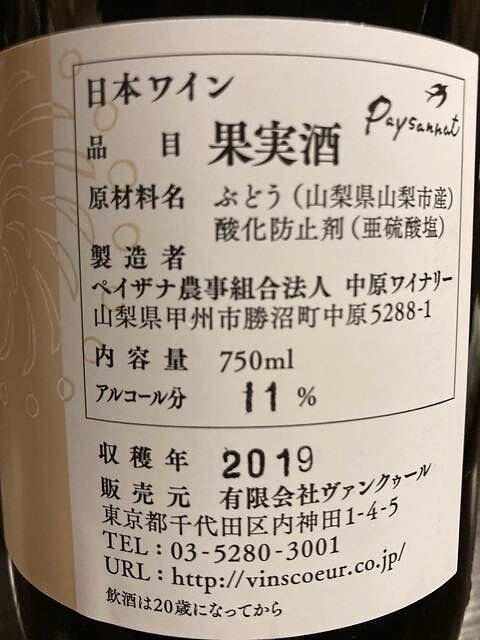 日本ワイン
Paysannat
品目 果実酒
原材料名 ぶどう（山梨県山梨市産）
酸化防止剤（亜硫酸塩）
製造者
ペイザナ農事組合法人 中原ワイナリー
山梨県甲州市勝沼町中原5288-1
内容量 750ml
アルコール分 11 %
収穫年 2019
販売元 有限会社ヴァンクゥール
東京都千代田区内神田1-4-5
TEL：03-5280-3001
URL：http://vinscoeur.co.jp/
飲酒は20歳になってから